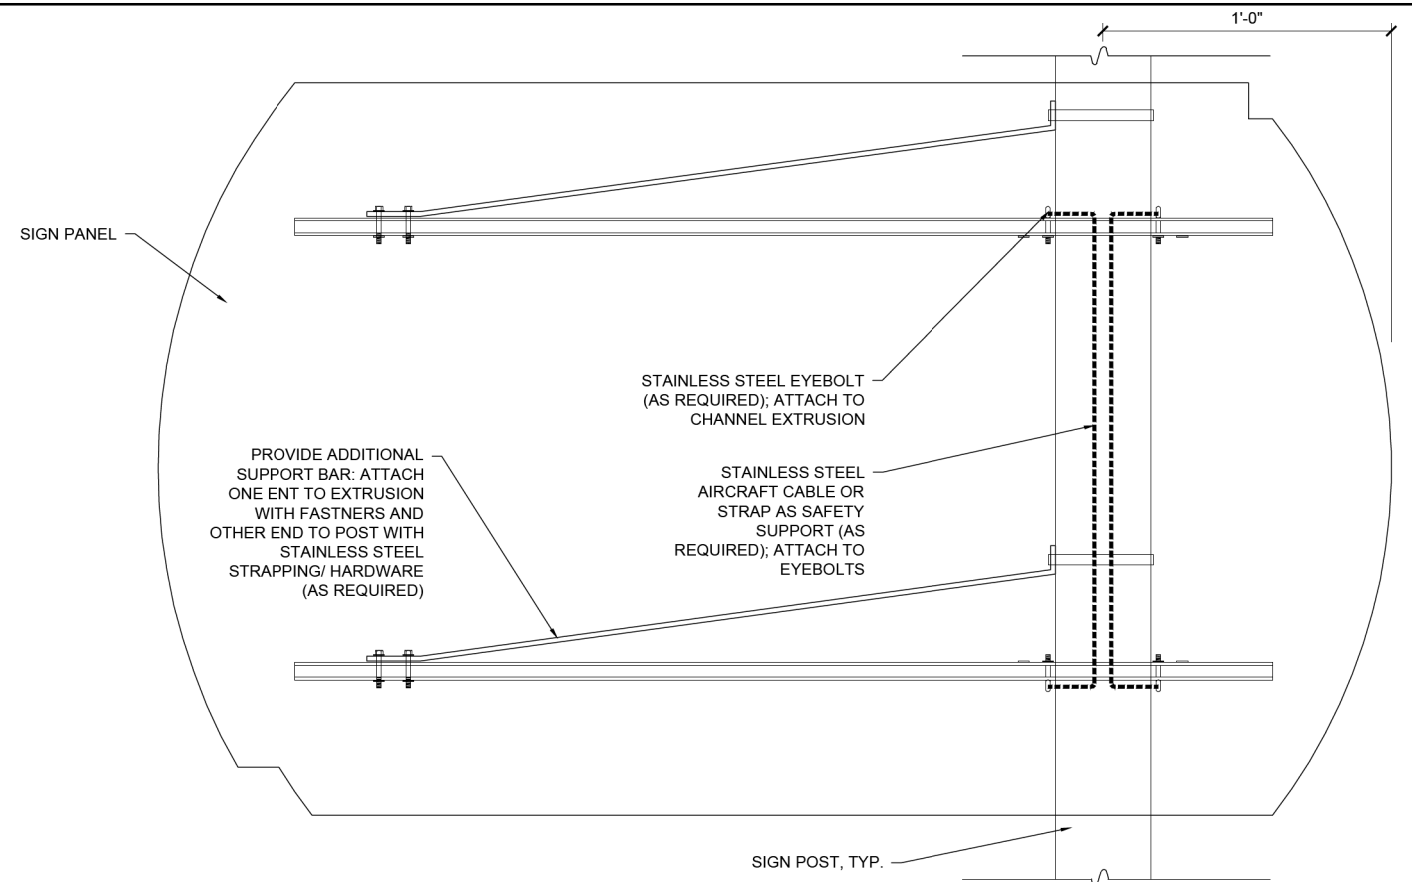 1'-0"
SIGN PANEL
STAINLESS STEEL EYEBOLT
(AS REQUIRED); ATTACH TO
CHANNEL EXTRUSION
PROVIDE ADDITIONAL
SUPPORT BAR: ATTACH
ONE ENT TO EXTRUSION
WITH FASTNERS AND
OTHER END TO POST WITH
STAINLESS STEEL
STRAPPING/ HARDWARE
(AS REQUIRED)
STAINLESS STEEL
AIRCRAFT CABLE OR
STRAP AS SAFETY
SUPPORT (AS
REQUIRED); ATTACH TO
EYEBOLTS
SIGN POST, TYP.